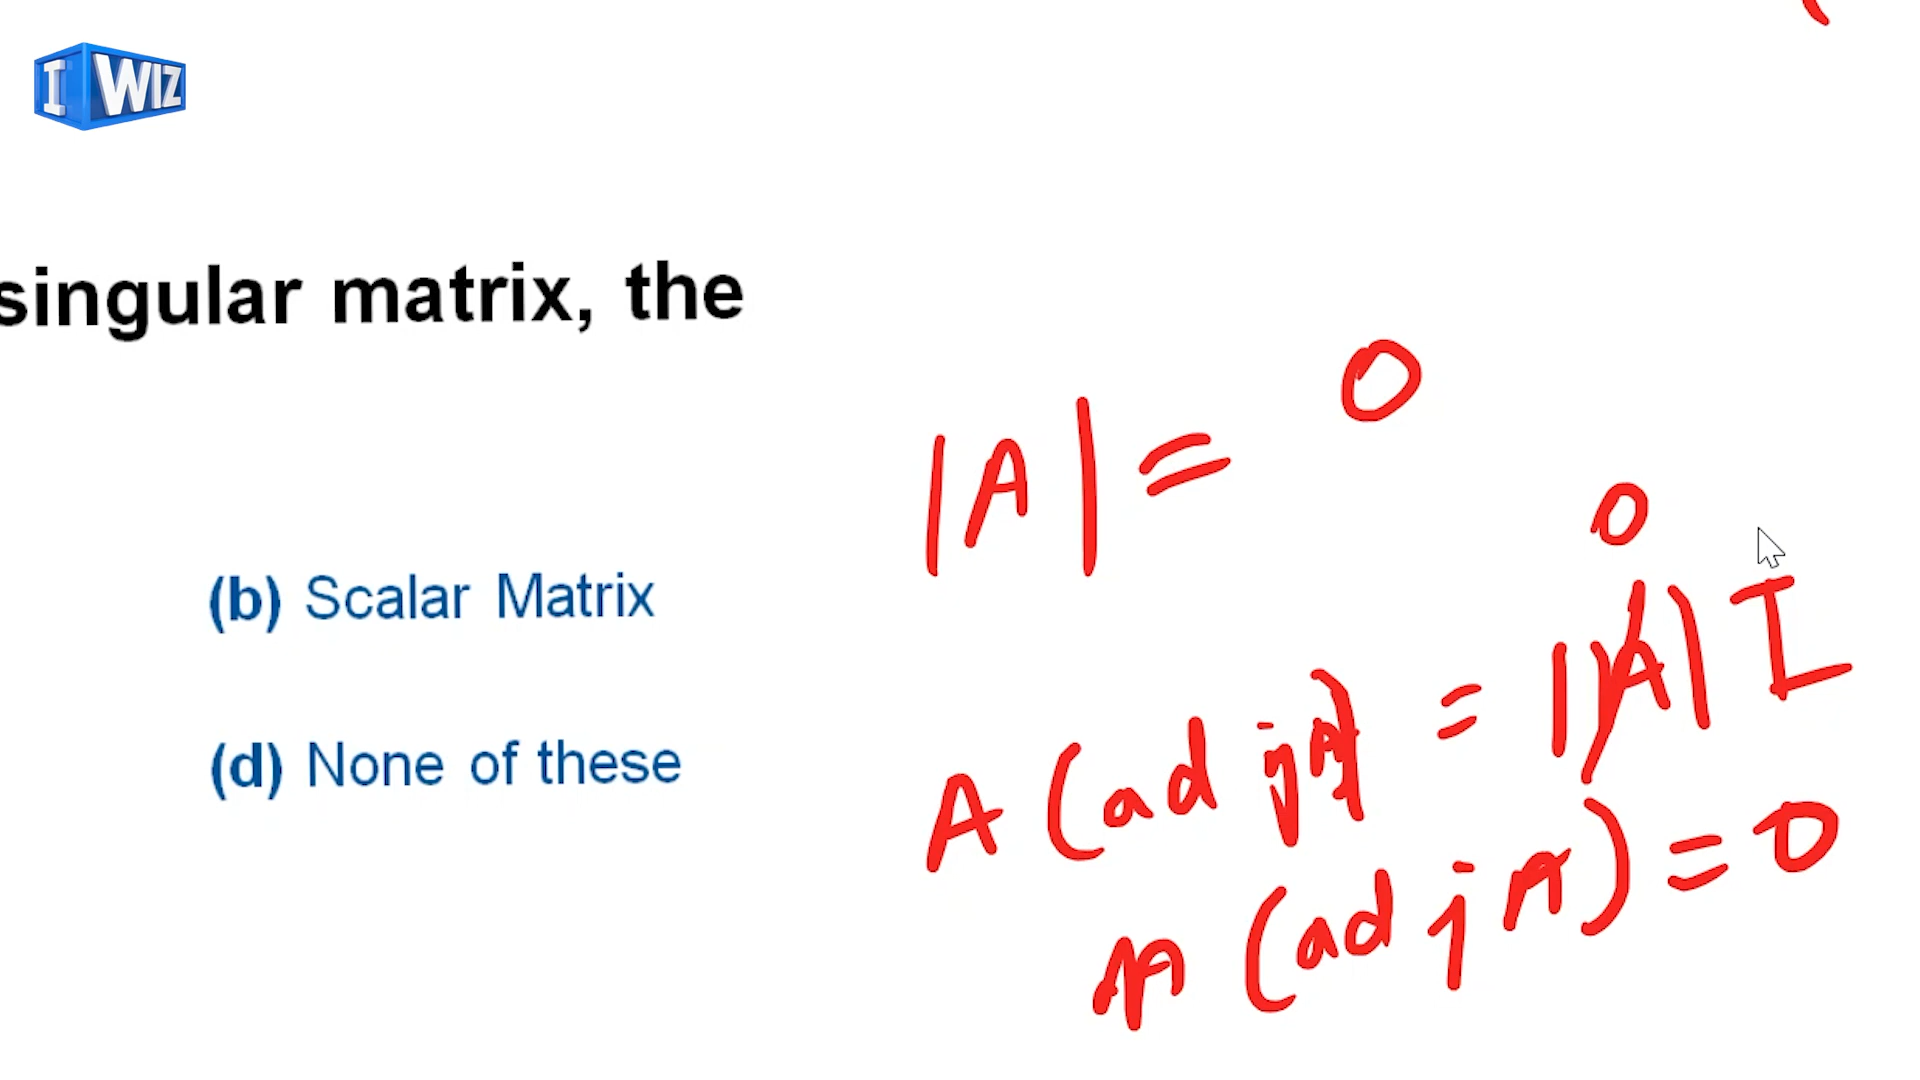 I WIZ
singular matrix, the
|A| = 0
0
(b) Scalar Matrix
A (adj A) = |A| I
(d) None of these
A (adj A) = 0